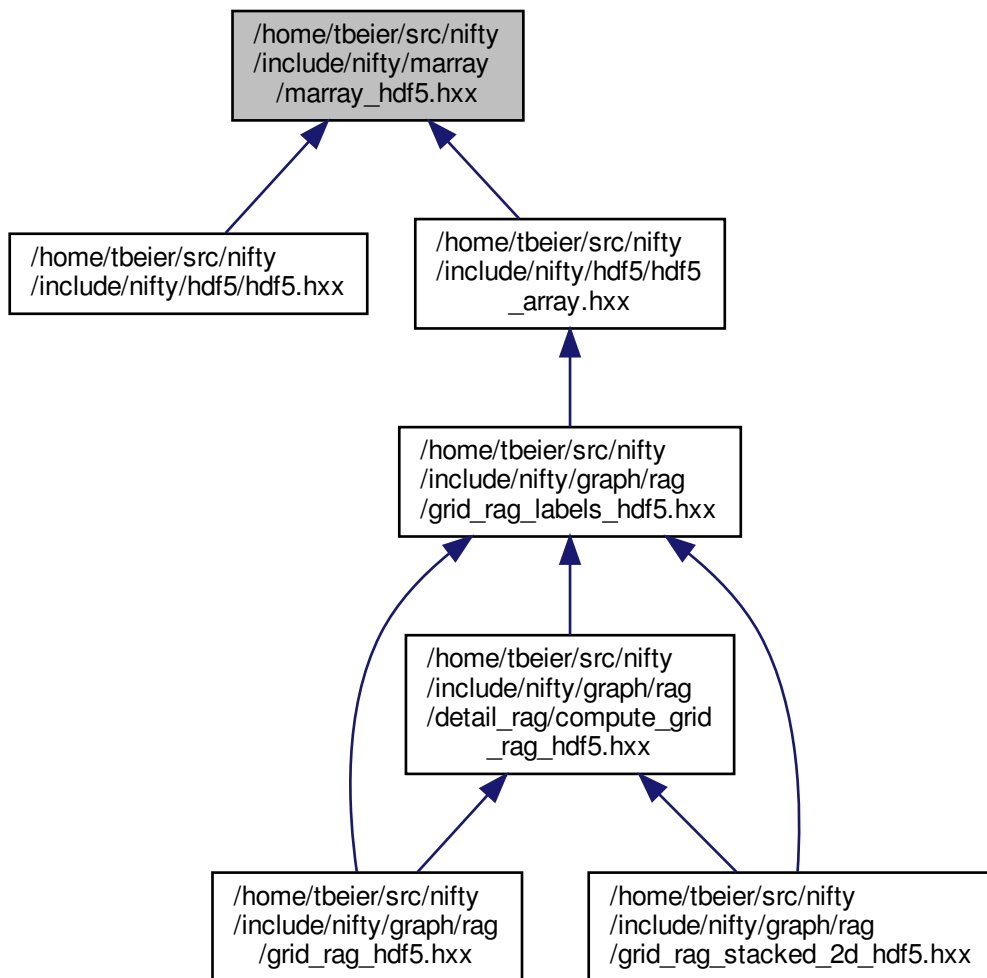 /home/tbeier/src/nifty
/include/nifty/marray
/marray_hdf5.hxx
/home/tbeier/src/nifty
/include/nifty/hdf5/hdf5.hxx
/home/tbeier/src/nifty
/include/nifty/hdf5/hdf5
_array.hxx
/home/tbeier/src/nifty
/include/nifty/graph/rag
/grid_rag_labels_hdf5.hxx
/home/tbeier/src/nifty
/include/nifty/graph/rag
/detail_rag/compute_grid
_rag_hdf5.hxx
/home/tbeier/src/nifty
/include/nifty/graph/rag
/grid_rag_hdf5.hxx
/home/tbeier/src/nifty
/include/nifty/graph/rag
/grid_rag_stacked_2d_hdf5.hxx